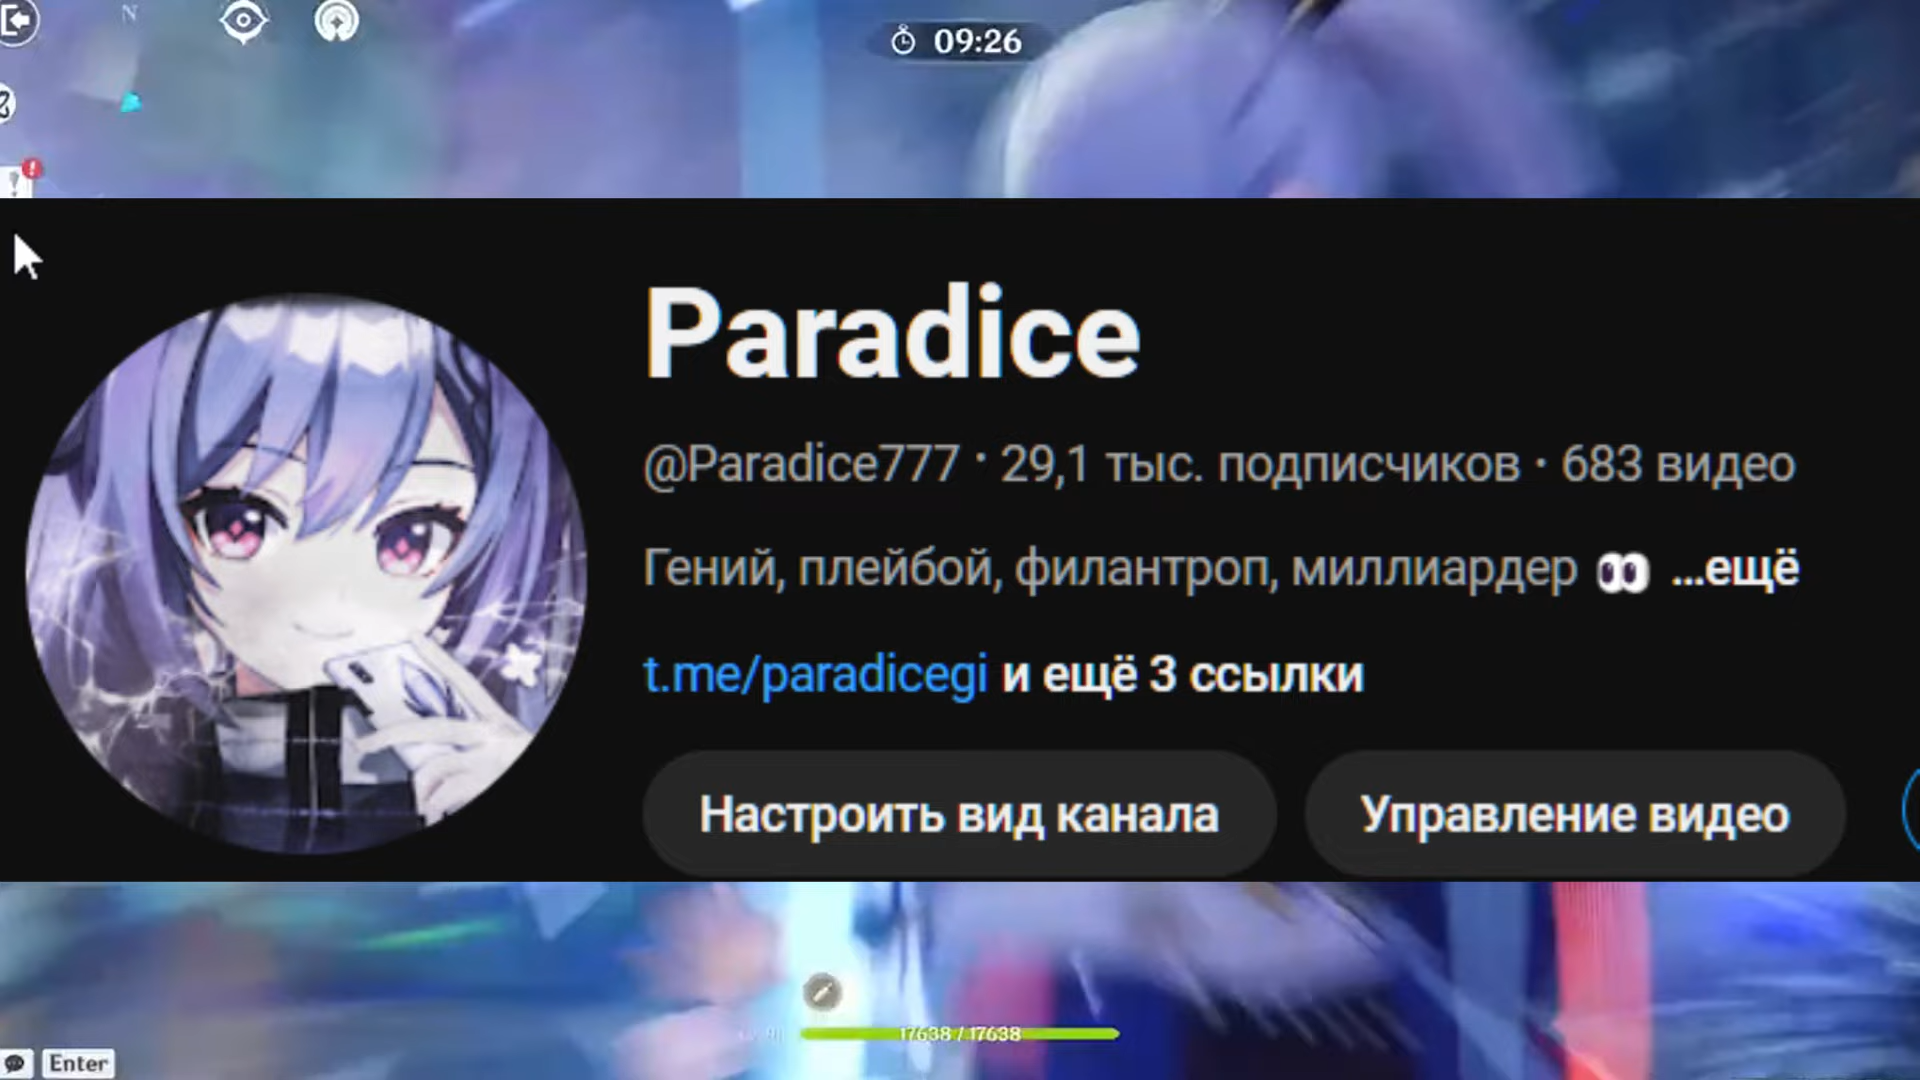 N
09:26
Paradice
@Paradice777 · 29,1 тыс. подписчиков · 683 видео
Гений, плейбой, филантроп, миллиардер 👀 ...ещё
t.me/paradicegi и ещё 3 ссылки
Настроить вид канала
Управление видео
17638 / 17638
Enter